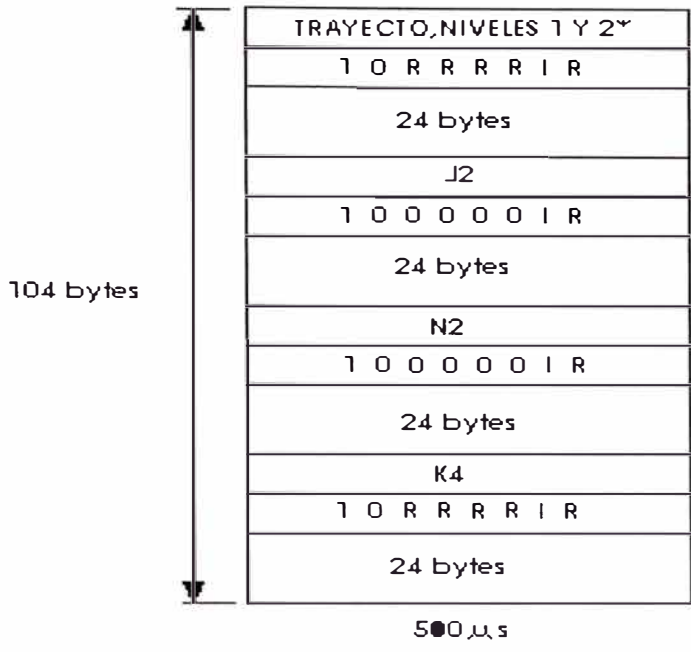 TRAYECTO,NIVELES 1 Y 2*
1 0 R R R R I R
24 bytes
J2
1 0 0 0 0 0 I R
24 bytes
104 bytes
N2
1 0 0 0 0 0 I R
24 bytes
K4
1 0 R R R R I R
24 bytes
500 µs